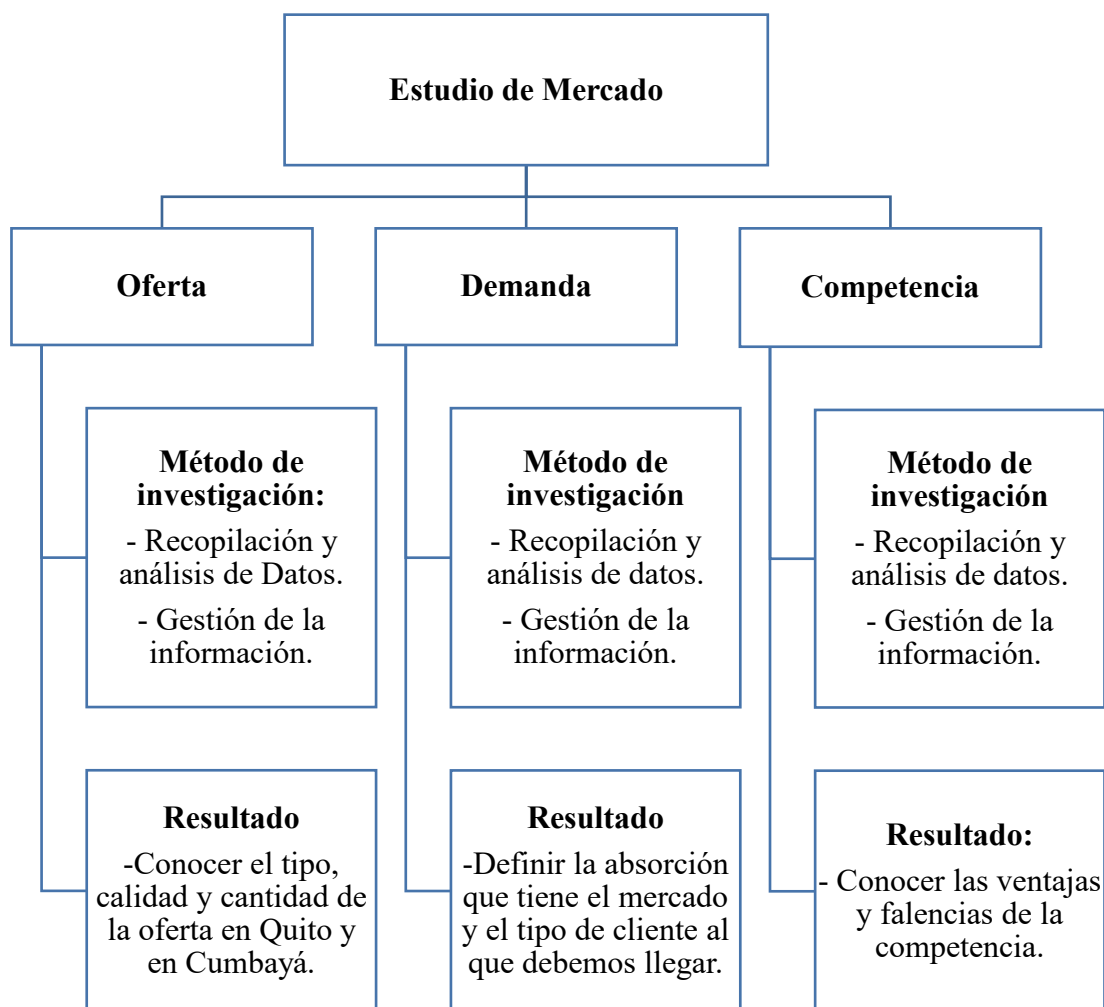 Estudio de Mercado
Oferta
Demanda
Competencia
Método de
investigación:
- Recopilación y
análisis de Datos.
- Gestión de la
información.
Método de
investigación
- Recopilación y
análisis de datos.
- Gestión de la
información.
Método de
investigación
- Recopilación y
análisis de datos.
- Gestión de la
información.
Resultado
-Conocer el tipo,
calidad y cantidad de
la oferta en Quito y
en Cumbayá.
Resultado
-Definir la absorción
que tiene el mercado
y el tipo de cliente al
que debemos llegar.
Resultado:
- Conocer las ventajas
y falencias de la
competencia.